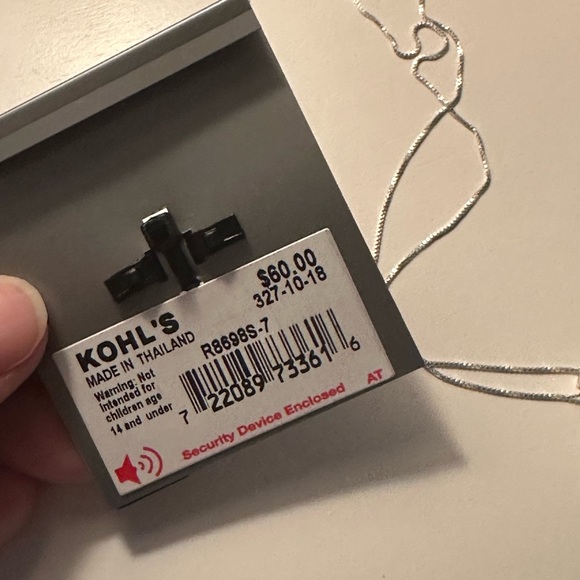 $60.00
327-10-18
KOHL'S
MADE IN THAILAND
R8698S-7
Warning: Not
intended for
children age
14 and under
7 22089 73361 6
Security Device Enclosed
AT